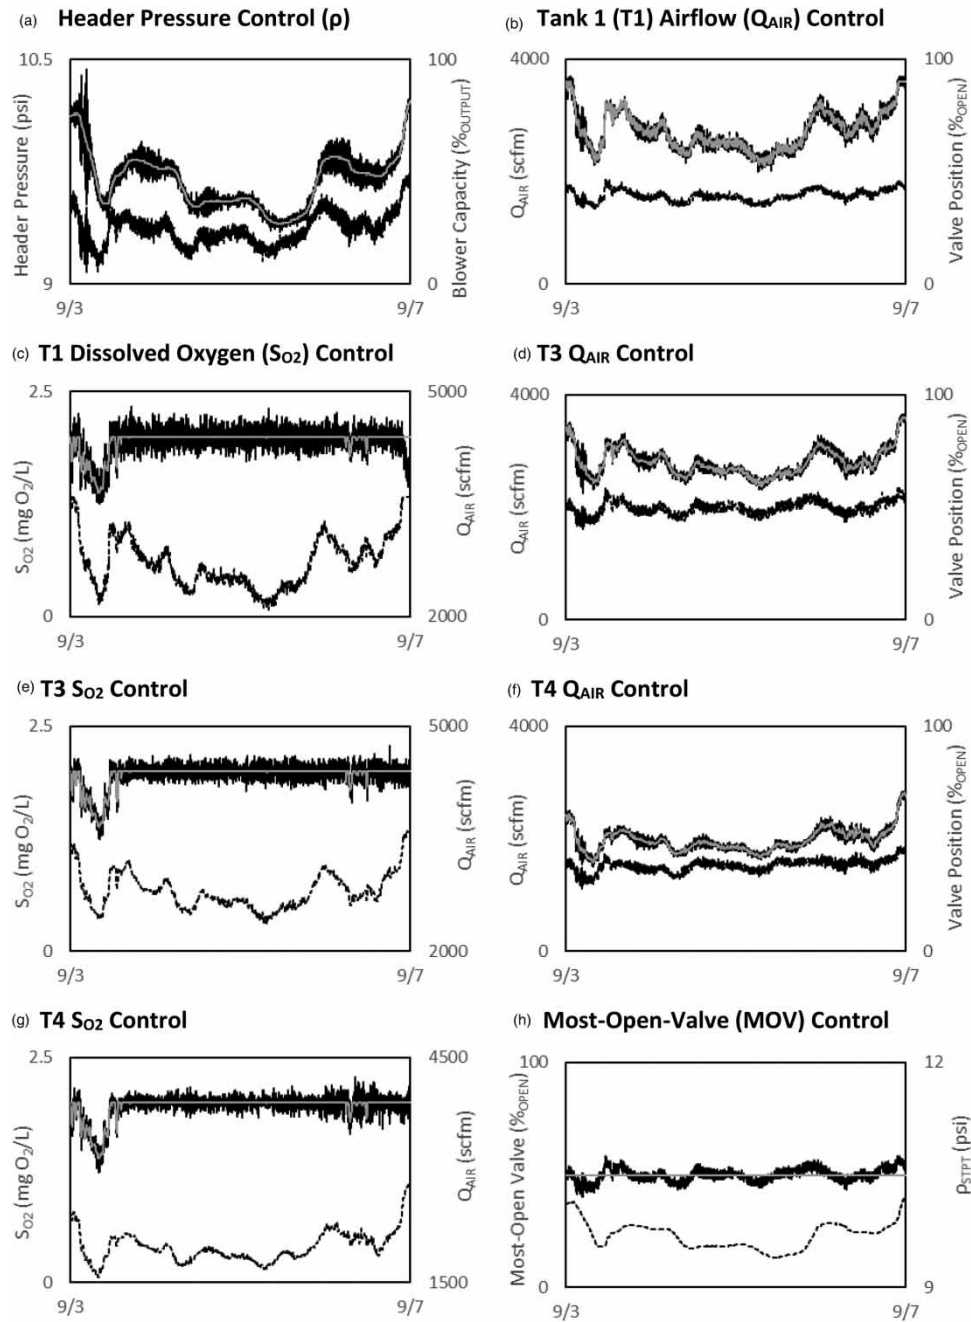 (a) Header Pressure Control (ρ)
10.5
100
Header Pressure (psi)
Blower Capacity (%OUTPUT)
9
0
9/3
9/7
(b) Tank 1 (T1) Airflow (QAIR) Control
4000
100
QAIR (scfm)
Valve Position (%OPEN)
0
0
9/3
9/7
(c) T1 Dissolved Oxygen (SO2) Control
2.5
5000
SO2 (mg O2/L)
QAIR (scfm)
0
2000
9/3
9/7
(d) T3 QAIR Control
4000
100
QAIR (scfm)
Valve Position (%OPEN)
0
0
9/3
9/7
(e) T3 SO2 Control
2.5
5000
SO2 (mg O2/L)
QAIR (scfm)
0
2000
9/3
9/7
(f) T4 QAIR Control
4000
100
QAIR (scfm)
Valve Position (%OPEN)
0
0
9/3
9/7
(g) T4 SO2 Control
2.5
4500
SO2 (mg O2/L)
QAIR (scfm)
0
1500
9/3
9/7
(h) Most-Open-Valve (MOV) Control
100
12
Most-Open Valve (%OPEN)
ρSTPT (psi)
0
9
9/3
9/7